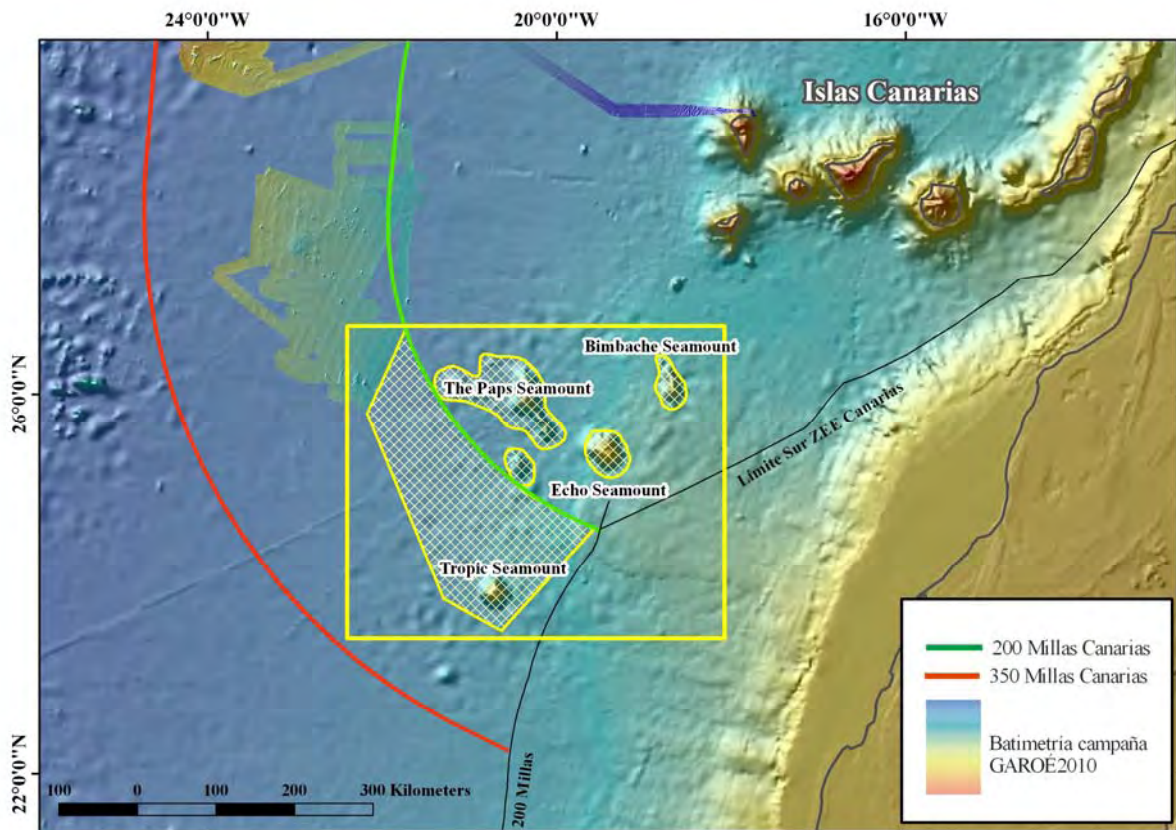 24°0'0"W
20°0'0"W
16°0'0"W
Islas Canarias
26°0'0"N
Bimbache Seamount
The Paps Seamount
Límite Sur ZEE Canarias
Echo Seamount
Tropic Seamount
22°0'0"N
200 Millas
100 0 100 200 300 Kilometers
200 Millas Canarias
350 Millas Canarias
Batimetría campaña
GAROÉ2010